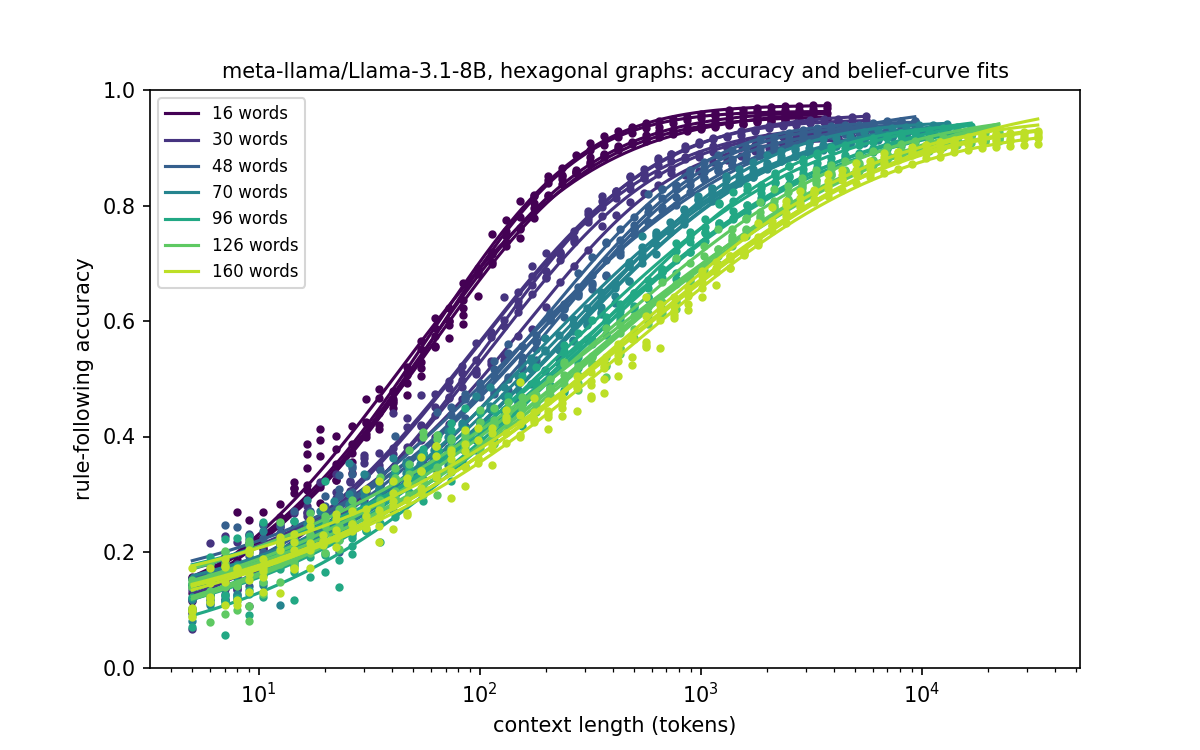 meta-llama/Llama-3.1-8B, hexagonal graphs: accuracy and belief-curve fits
1.0
0.8
0.6
0.4
0.2
0.0
rule-following accuracy
16 words
30 words
48 words
70 words
96 words
126 words
160 words
10¹ 10² 10³ 10⁴
context length (tokens)